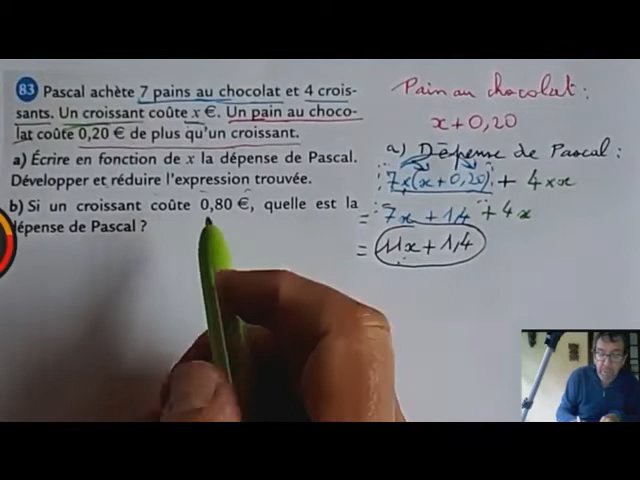 83 Pascal achète 7 pains au chocolat et 4 crois-
sants. Un croissant coûte x €. Un pain au choco-
lat coûte 0,20 € de plus qu'un croissant.
a) Écrire en fonction de x la dépense de Pascal.
Développer et réduire l'expression trouvée.
b) Si un croissant coûte 0,80 €, quelle est la
dépense de Pascal ?
Pain au chocolat :
x + 0,20
a) Dépense de Pascal :
7 x (x + 0,20) + 4 x x
= 7x + 1,4 + 4x
= 11x + 1,4